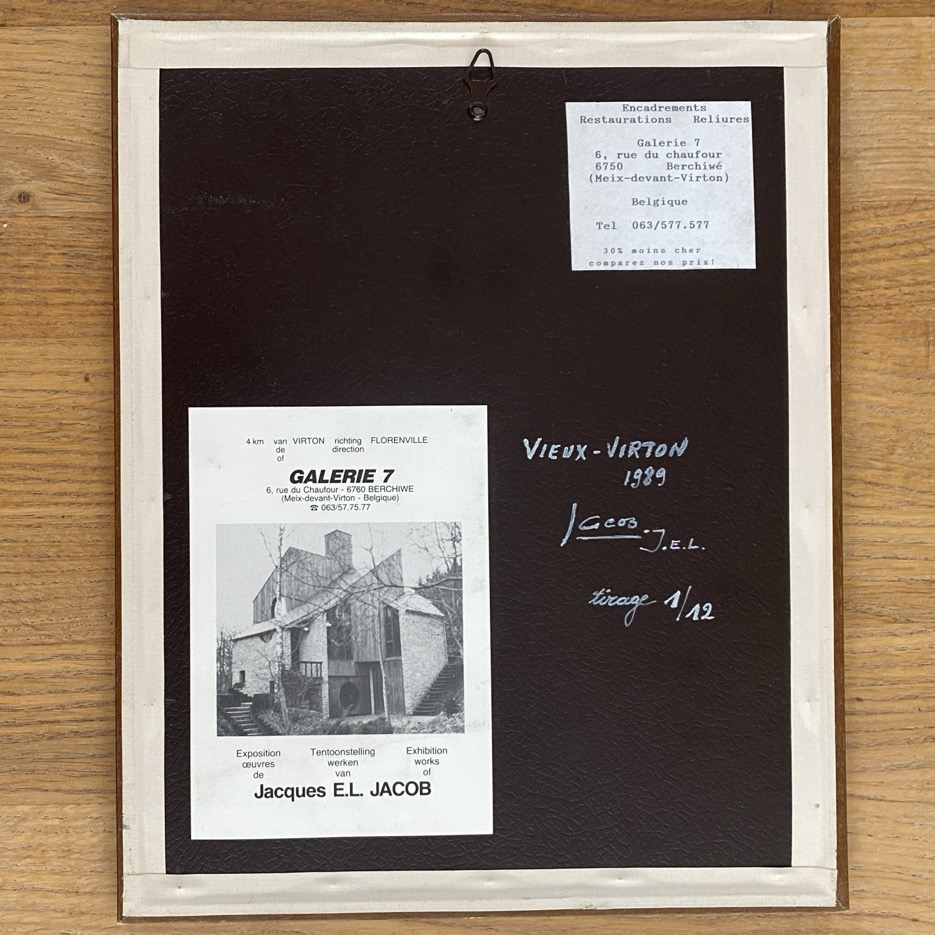 Encadrements
Restaurations Reliures
Galerie 7
6, rue du chaufour
6750 Berchiwé
(Meix-devant-Virton)
Belgique
Tel 063/577.577
30% moins cher
comparez nos prix!
4 km van VIRTON richting FLORENVILLE
de direction
of
GALERIE 7
6, rue du Chaufour - 6760 BERCHIWE
(Meix-devant-Virton - Belgique)
☎ 063/57.75.77
Exposition Tentoonstelling Exhibition
œuvres werken works
de van of
Jacques E.L. JACOB
VIEUX-VIRTON
1989
Jacob.
J.E.L.
tirage 1/12